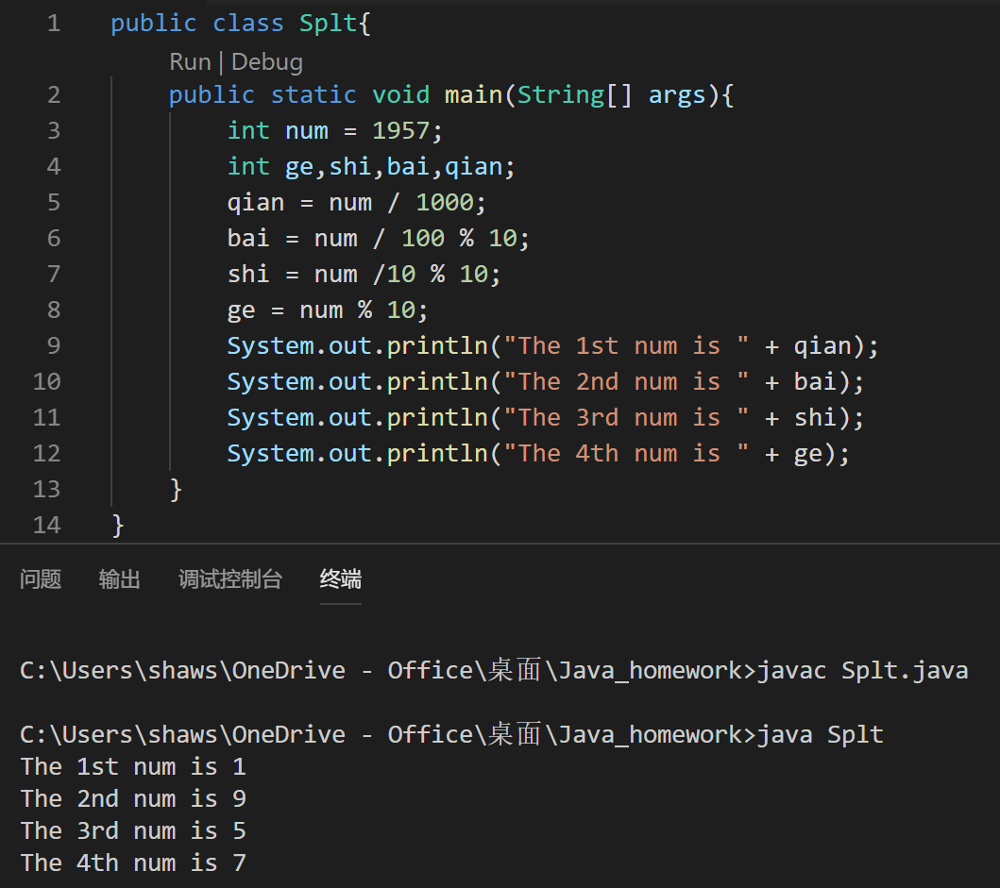 1 public class Splt{
Run | Debug
2 public static void main(String[] args){
3 int num = 1957;
4 int ge,shi,bai,qian;
5 qian = num / 1000;
6 bai = num / 100 % 10;
7 shi = num /10 % 10;
8 ge = num % 10;
9 System.out.println("The 1st num is " + qian);
10 System.out.println("The 2nd num is " + bai);
11 System.out.println("The 3rd num is " + shi);
12 System.out.println("The 4th num is " + ge);
13 }
14 }
问题 输出 调试控制台 终端
C:\Users\shaws\OneDrive - Office\桌面\Java_homework>javac Splt.java
C:\Users\shaws\OneDrive - Office\桌面\Java_homework>java Splt
The 1st num is 1
The 2nd num is 9
The 3rd num is 5
The 4th num is 7